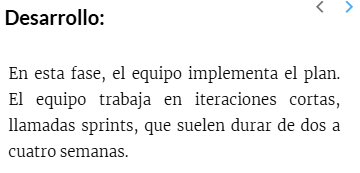 Desarrollo:
En esta fase, el equipo implementa el plan.
El equipo trabaja en iteraciones cortas,
llamadas sprints, que suelen durar de dos a
cuatro semanas.